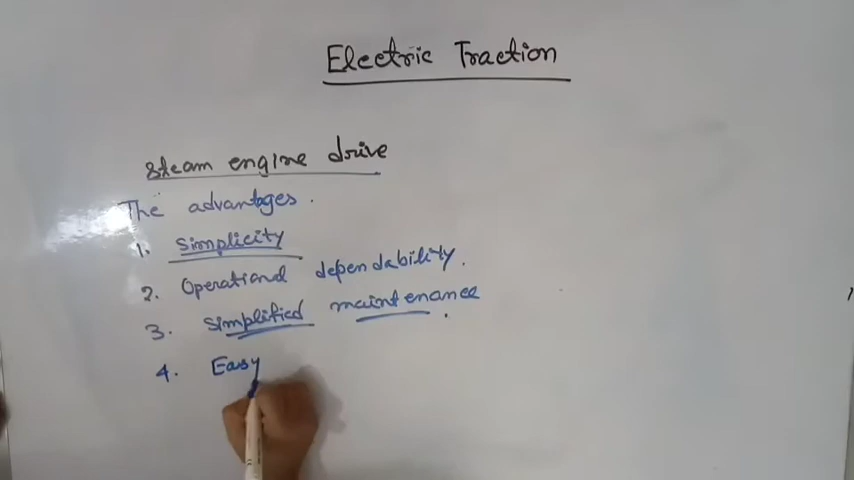 Electric Traction
Steam engine drive
The advantages.
1. Simplicity
2. Operational dependability.
3. Simplified maintenance.
4. Easy